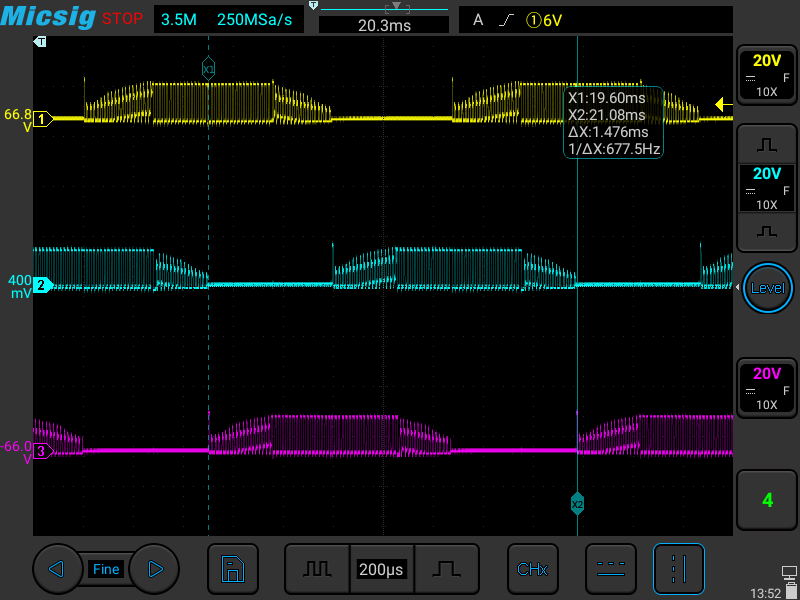 Micsig STOP 3.5M 250MSa/s T 20.3ms A ①6V
T
X1
20V
F
10X
66.8 V 1
X1:19.60ms
X2:21.08ms
ΔX:1.476ms
1/ΔX:677.5Hz
20V
F
10X
400 mV 2
Level
20V
F
10X
-66.0 V 3
X2
4
Fine 200μs CHx
13:52